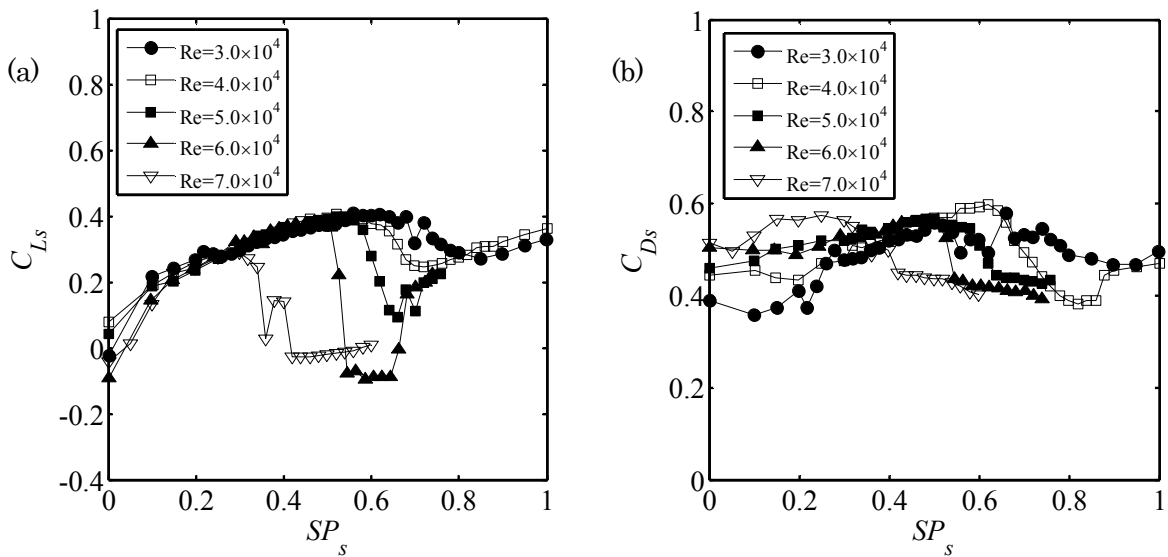 (a)
1
0.8
0.6
0.4
0.2
0
-0.2
-0.4
C_Ls
Re=3.0×10^4
Re=4.0×10^4
Re=5.0×10^4
Re=6.0×10^4
Re=7.0×10^4
0 0.2 0.4 0.6 0.8 1
SP_s
(b)
1
0.8
0.6
0.4
0.2
0
C_Ds
Re=3.0×10^4
Re=4.0×10^4
Re=5.0×10^4
Re=6.0×10^4
Re=7.0×10^4
0 0.2 0.4 0.6 0.8 1
SP_s